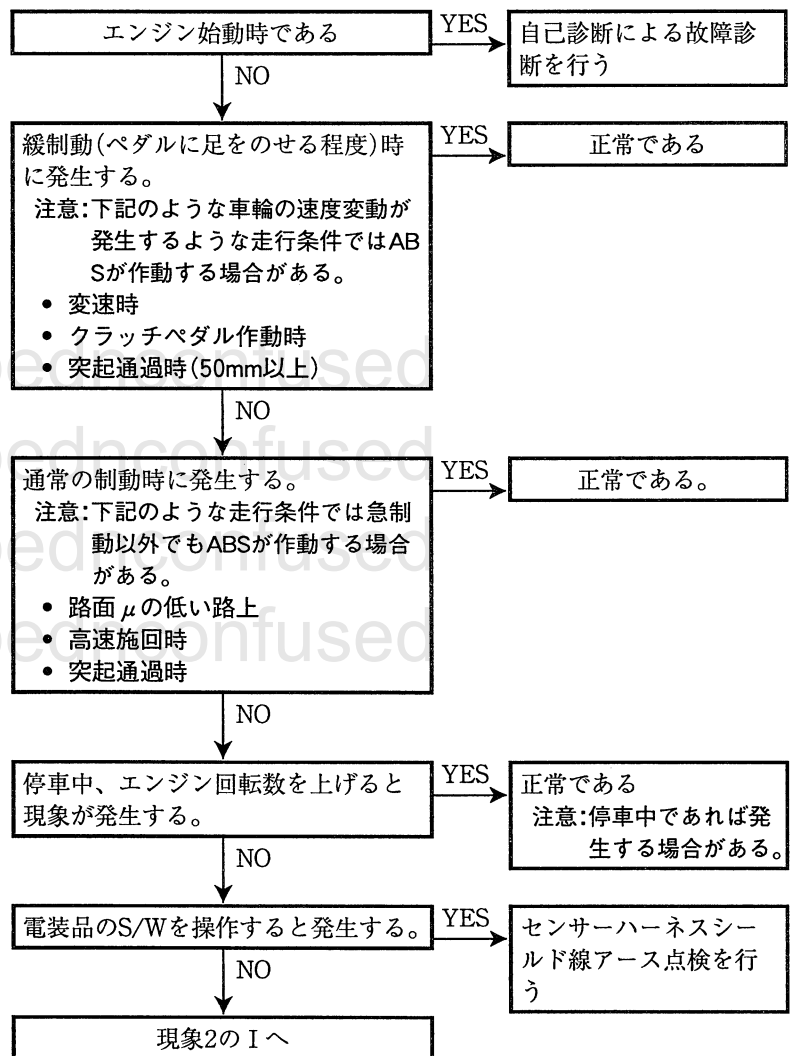 エンジン始動時である
YES
自己診断による故障診
断を行う
NO
緩制動(ペダルに足をのせる程度)時
に発生する。
注意:下記のような車輪の速度変動が
発生するような走行条件ではAB
Sが作動する場合がある。
• 変速時
• クラッチペダル作動時
• 突起通過時(50mm以上)
YES
正常である
NO
通常の制動時に発生する。
注意:下記のような走行条件では急制
動以外でもABSが作動する場合
がある。
• 路面μの低い路上
• 高速施回時
• 突起通過時
YES
正常である。
NO
停車中、エンジン回転数を上げると
現象が発生する。
YES
正常である
注意:停車中であれば発
生する場合がある。
NO
電装品のS/Wを操作すると発生する。
YES
センサーハーネスシー
ルド線アース点検を行
う
NO
現象2のⅠへ
ednconfused
ednconfused
ednconfused
ednconfused